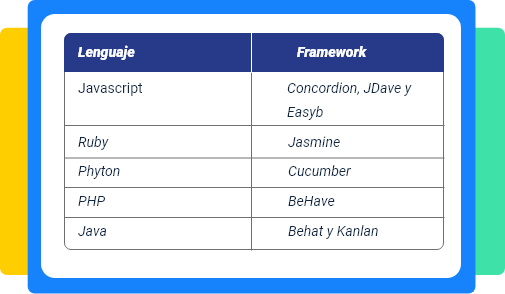 Lenguaje Framework
Javascript Concordion, JDave y
Easyb
Ruby Jasmine
Phyton Cucumber
PHP BeHave
Java Behat y Kanlan